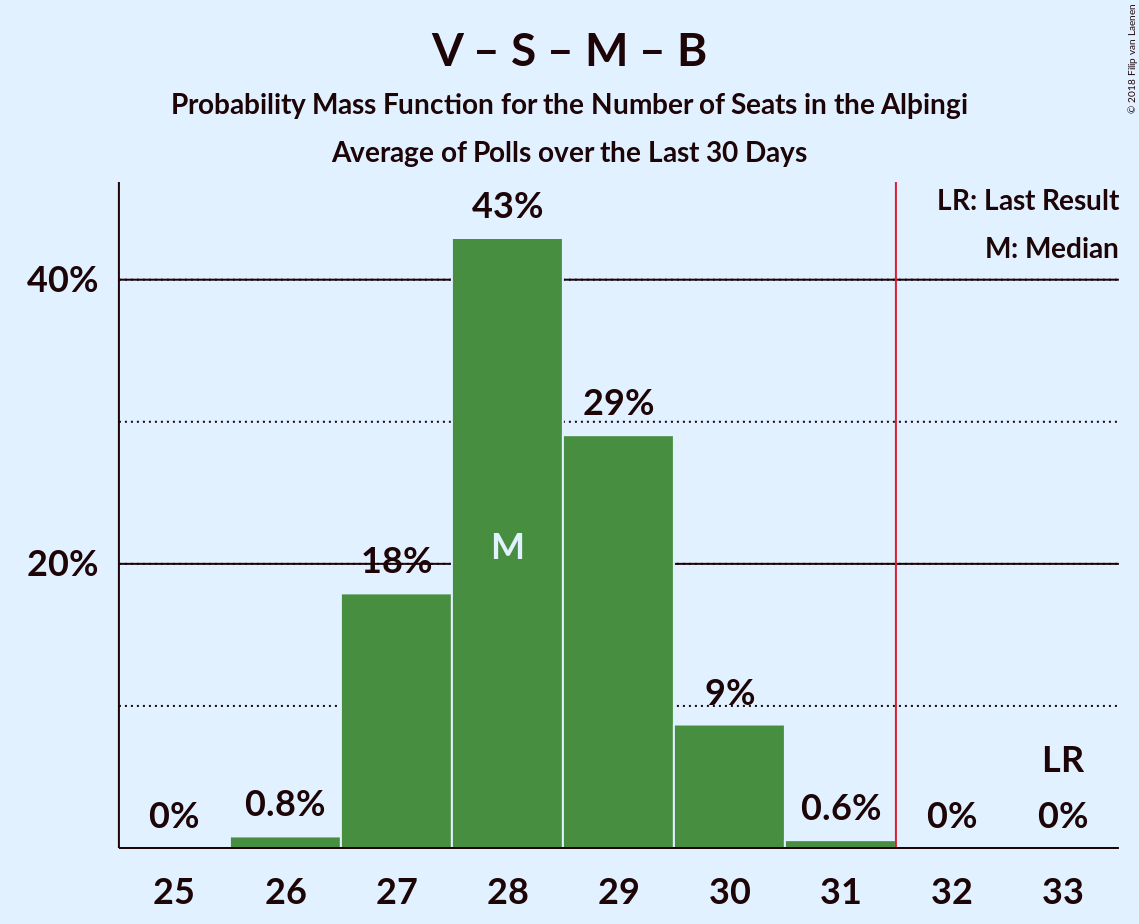 V – S – M – B
Probability Mass Function for the Number of Seats in the Alþingi
Average of Polls over the Last 30 Days
© 2018 Filip van Laenen
LR: Last Result
M: Median
40%
20%
0%
0.8%
18%
43%
M
29%
9%
0.6%
0%
LR
0%
25 26 27 28 29 30 31 32 33